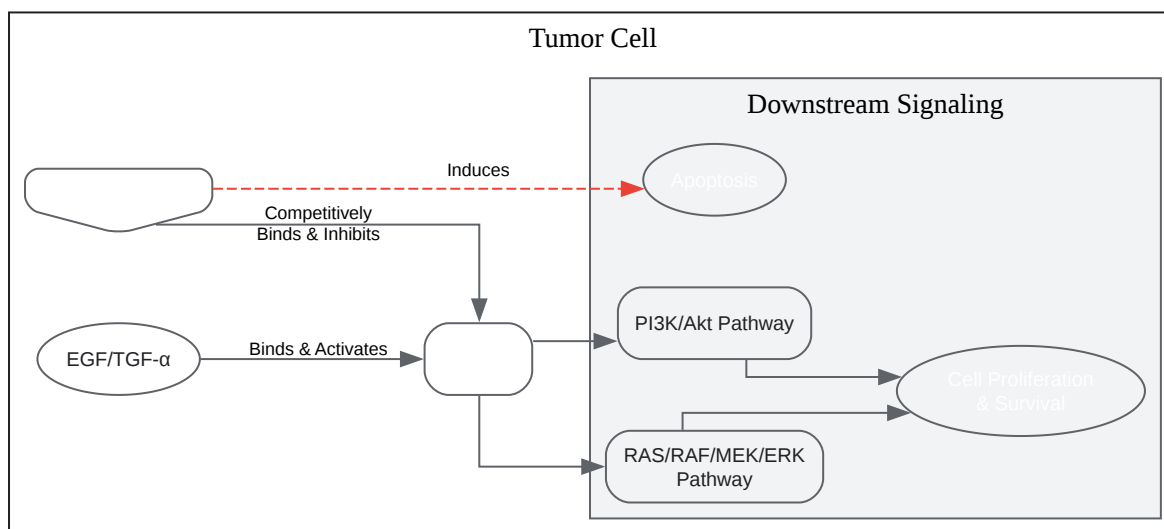 Tumor Cell
Downstream Signaling
Induces
Apoptosis
Competitively
Binds & Inhibits
PI3K/Akt Pathway
EGF/TGF-α
Binds & Activates
Cell Proliferation
& Survival
RAS/RAF/MEK/ERK
Pathway